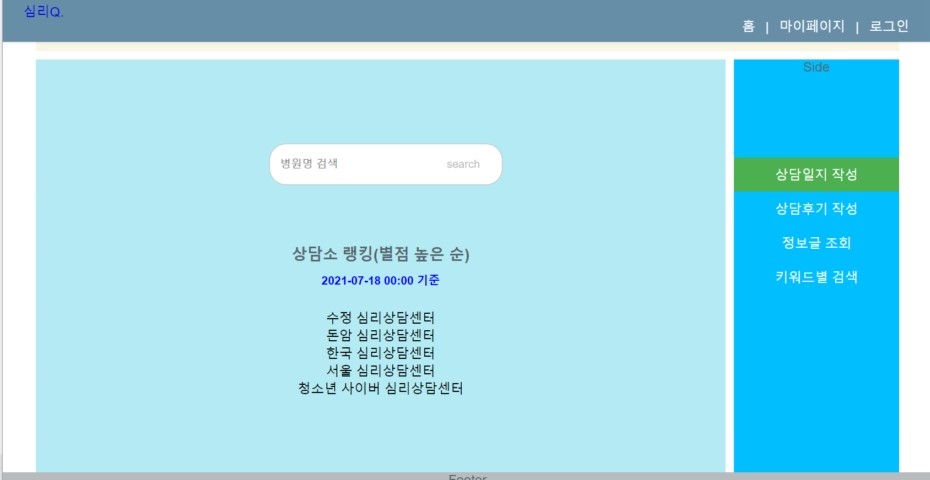 심리Q.
홈 | 마이페이지 | 로그인
Side
병원명 검색 search
상담일지 작성
상담후기 작성
정보글 조회
키워드별 검색
상담소 랭킹(별점 높은 순)
2021-07-18 00:00 기준
수정 심리상담센터
돈암 심리상담센터
한국 심리상담센터
서울 심리상담센터
청소년 사이버 심리상담센터
Footer